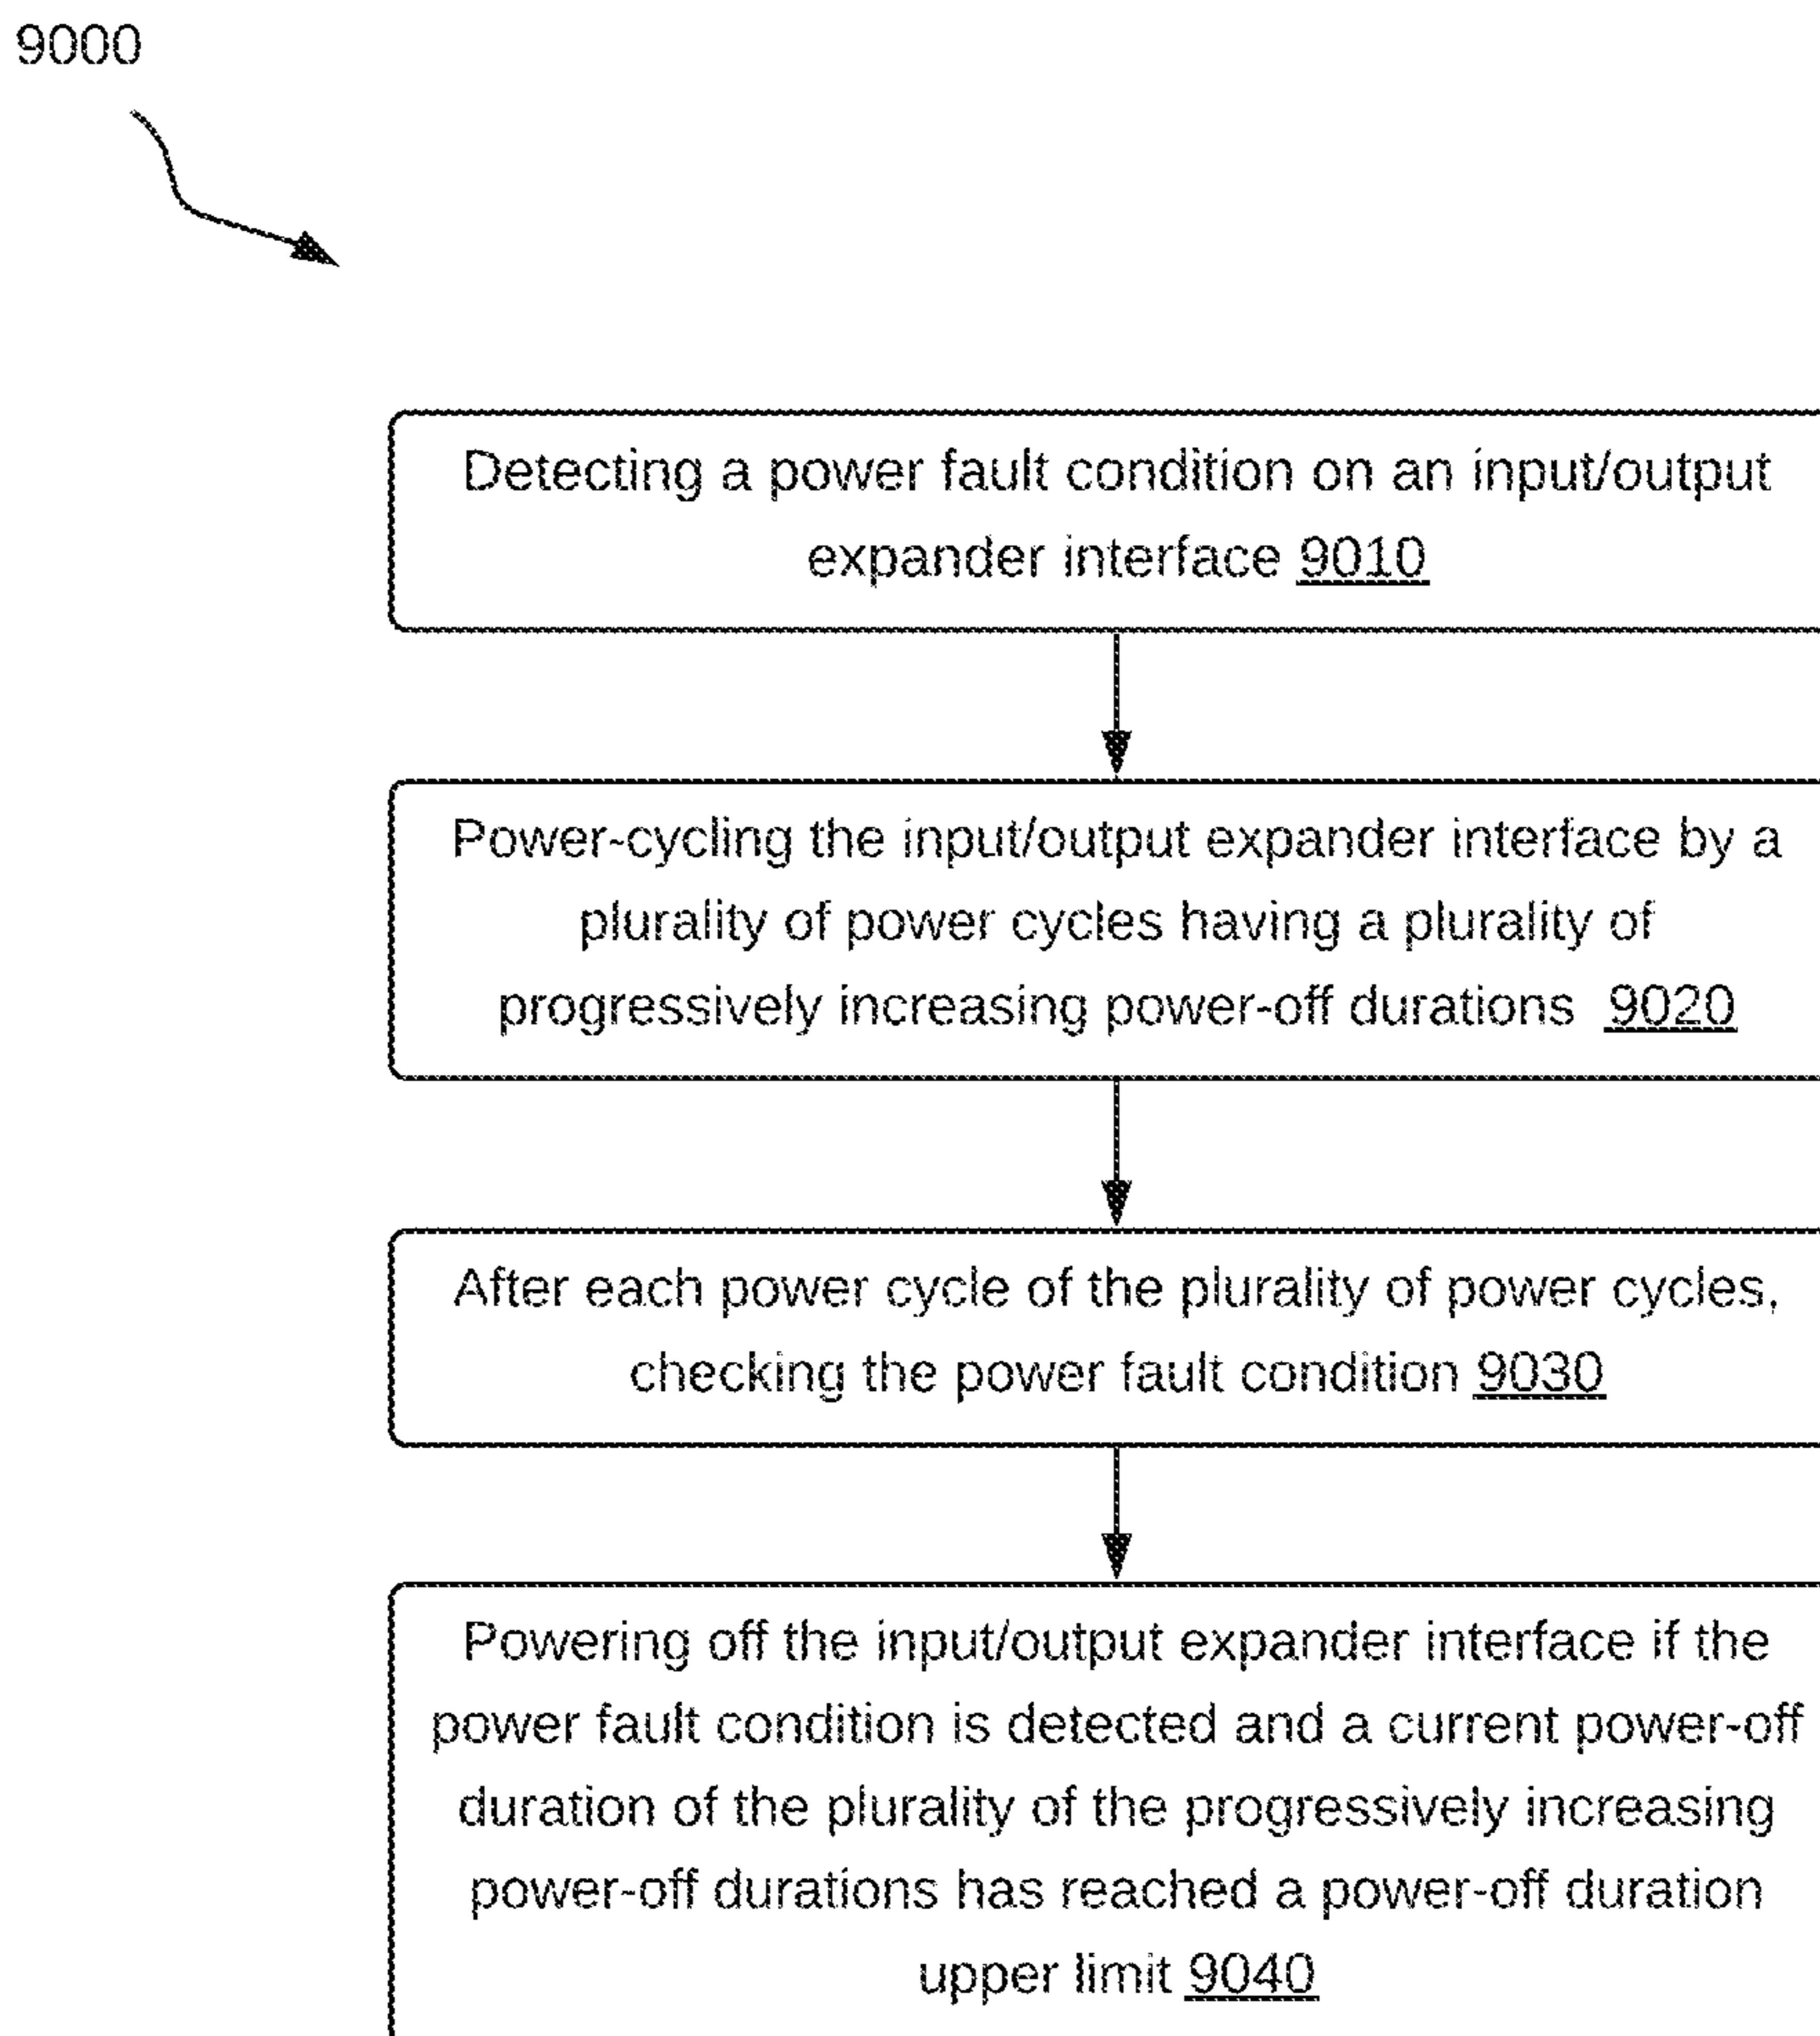 9000
Detecting a power fault condition on an input/output
expander interface 9010
Power-cycling the input/output expander interface by a
plurality of power cycles having a plurality of
progressively increasing power-off durations 9020
After each power cycle of the plurality of power cycles,
checking the power fault condition 9030
Powering off the input/output expander interface if the
power fault condition is detected and a current power-off
duration of the plurality of the progressively increasing
power-off durations has reached a power-off duration
upper limit 9040